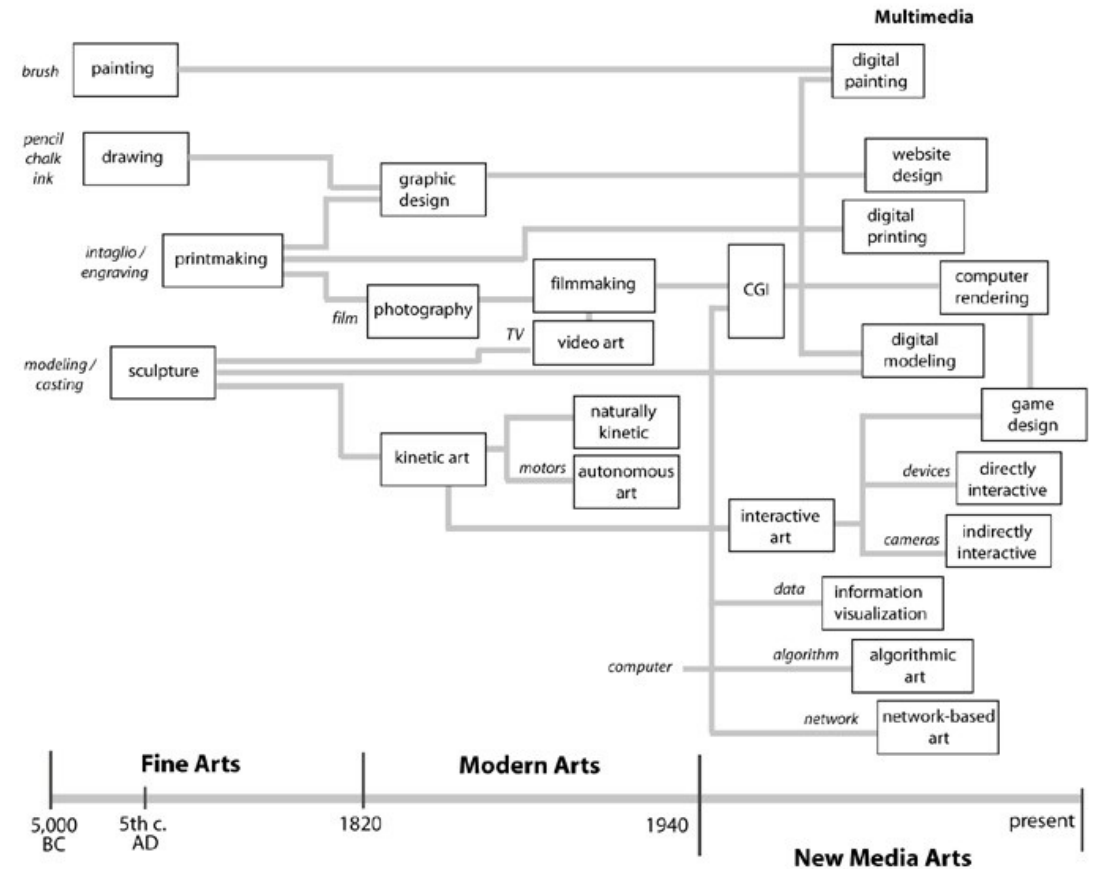 Multimedia
brush
painting
digital
painting
pencil
chalk
ink
drawing
graphic
design
website
design
digital
printing
intaglio /
engraving
printmaking
film
photography
filmmaking
CGI
computer
rendering
TV
video art
digital
modeling
modeling /
casting
sculpture
game
design
naturally
kinetic
kinetic art
motors
autonomous
art
devices
directly
interactive
interactive
art
cameras
indirectly
interactive
data
information
visualization
computer
algorithm
algorithmic
art
network
network-based
art
Fine Arts
Modern Arts
5,000
BC
5th c.
AD
1820
1940
present
New Media Arts